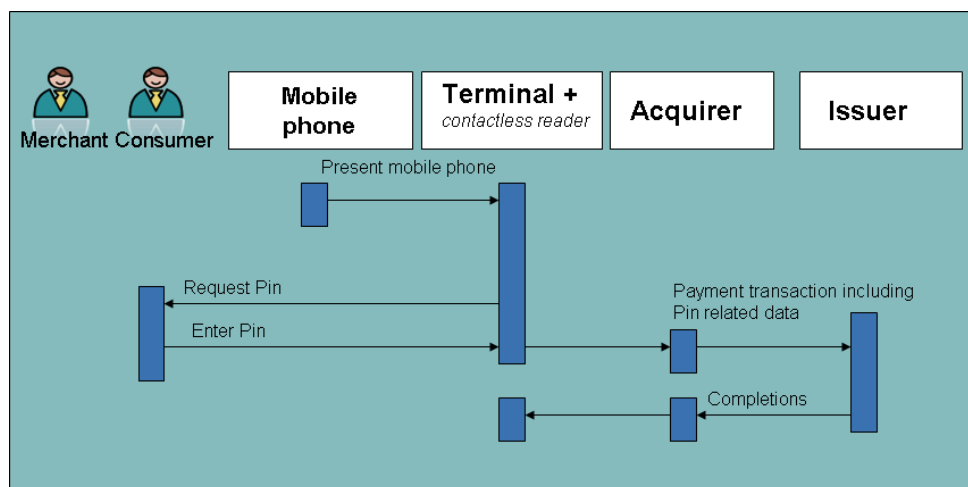 Merchant
Consumer
Mobile
phone
Terminal +
contactless reader
Acquirer
Issuer
Present mobile phone
Request Pin
Enter Pin
Payment transaction including
Pin related data
Completions